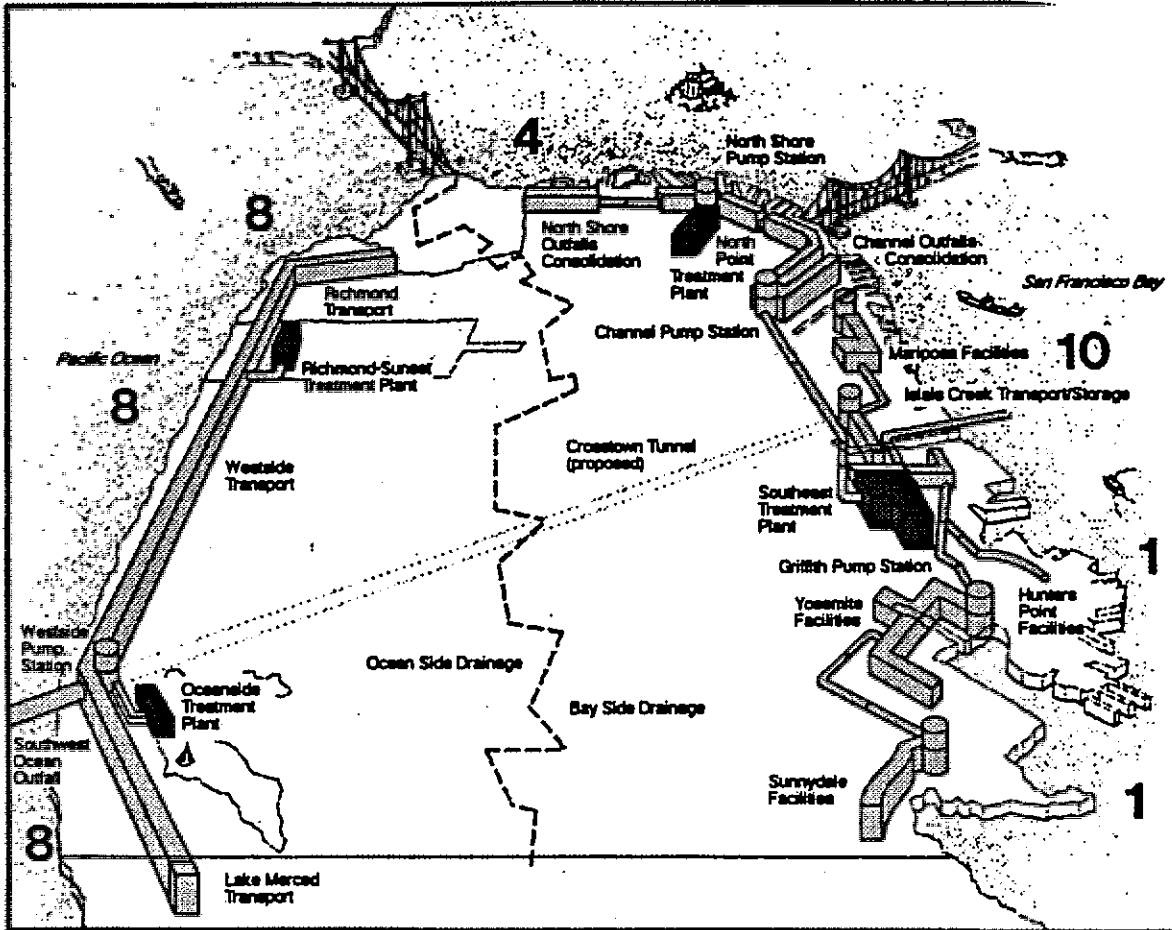 4
North Shore
Pump Station
8
North Shore
Outfalls
Consolidation
North
Point
Treatment
Plant
Channel Outfalls
Consolidation
San Francisco Bay
Richmond
Transport
Channel Pump Station
Mariposa Facilities
10
Pacific Ocean
Richmond-Sunset
Treatment Plant
8
Islais Creek Transport/Storage
Westside
Transport
Crosstown Tunnel
(proposed)
Southeast
Treatment
Plant
1
Griffith Pump Station
Yosemite
Facilities
Hunters
Point
Facilities
Westside
Pump
Station
Ocean Side Drainage
Oceanside
Treatment
Plant
Bay Side Drainage
Southwest
Ocean
Outfall
Sunnydale
Facilities
1
8
Lake Merced
Transport